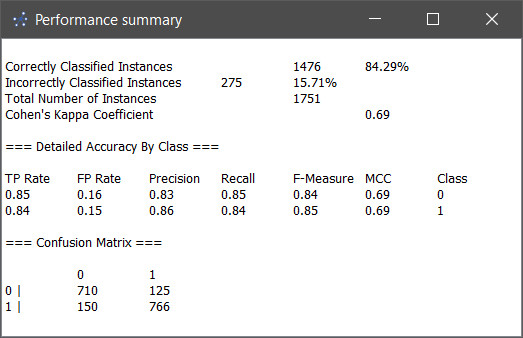 Performance summary
Correctly Classified Instances 1476 84.29%
Incorrectly Classified Instances 275 15.71%
Total Number of Instances 1751
Cohen's Kappa Coefficient 0.69
=== Detailed Accuracy By Class ===
TP Rate FP Rate Precision Recall F-Measure MCC Class
0.85 0.16 0.83 0.85 0.84 0.69 0
0.84 0.15 0.86 0.84 0.85 0.69 1
=== Confusion Matrix ===
0 1
0 | 710 125
1 | 150 766